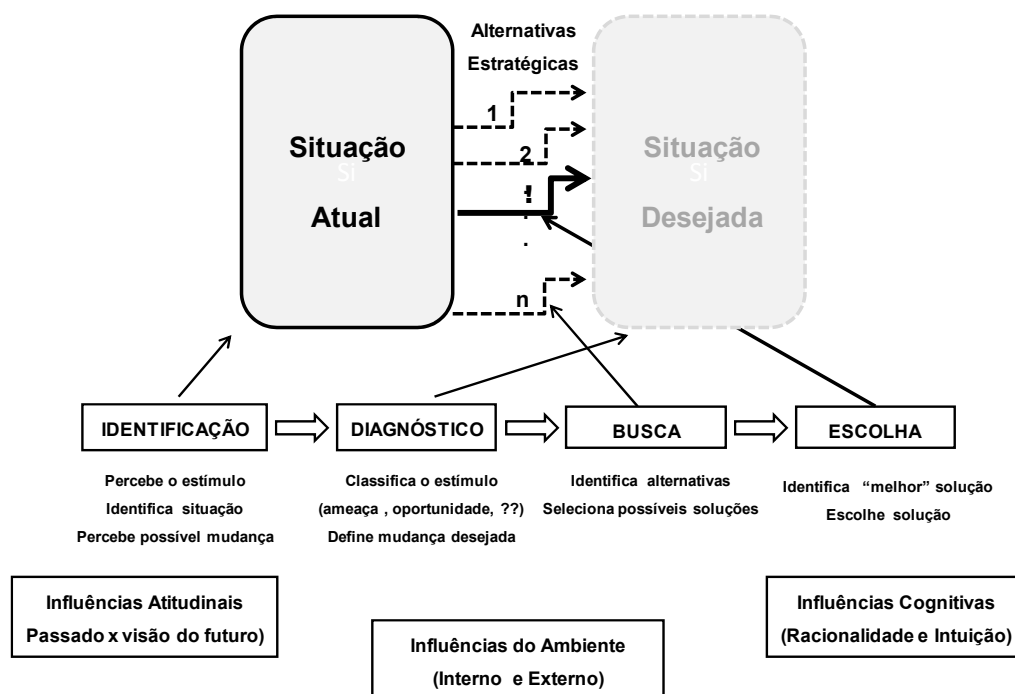 Alternativas
Estratégicas
1
2
!
.
.
n
Situação
Si
Atual
Situação
Si
Desejada
IDENTIFICAÇÃO
DIAGNÓSTICO
BUSCA
ESCOLHA
Percebe o estímulo
Identifica situação
Percebe possível mudança
Classifica o estímulo
(ameaça , oportunidade, ??)
Define mudança desejada
Identifica alternativas
Seleciona possíveis soluções
Identifica “melhor” solução
Escolhe solução
Influências Atitudinais
Passado x visão do futuro)
Influências do Ambiente
(Interno e Externo)
Influências Cognitivas
(Racionalidade e Intuição)